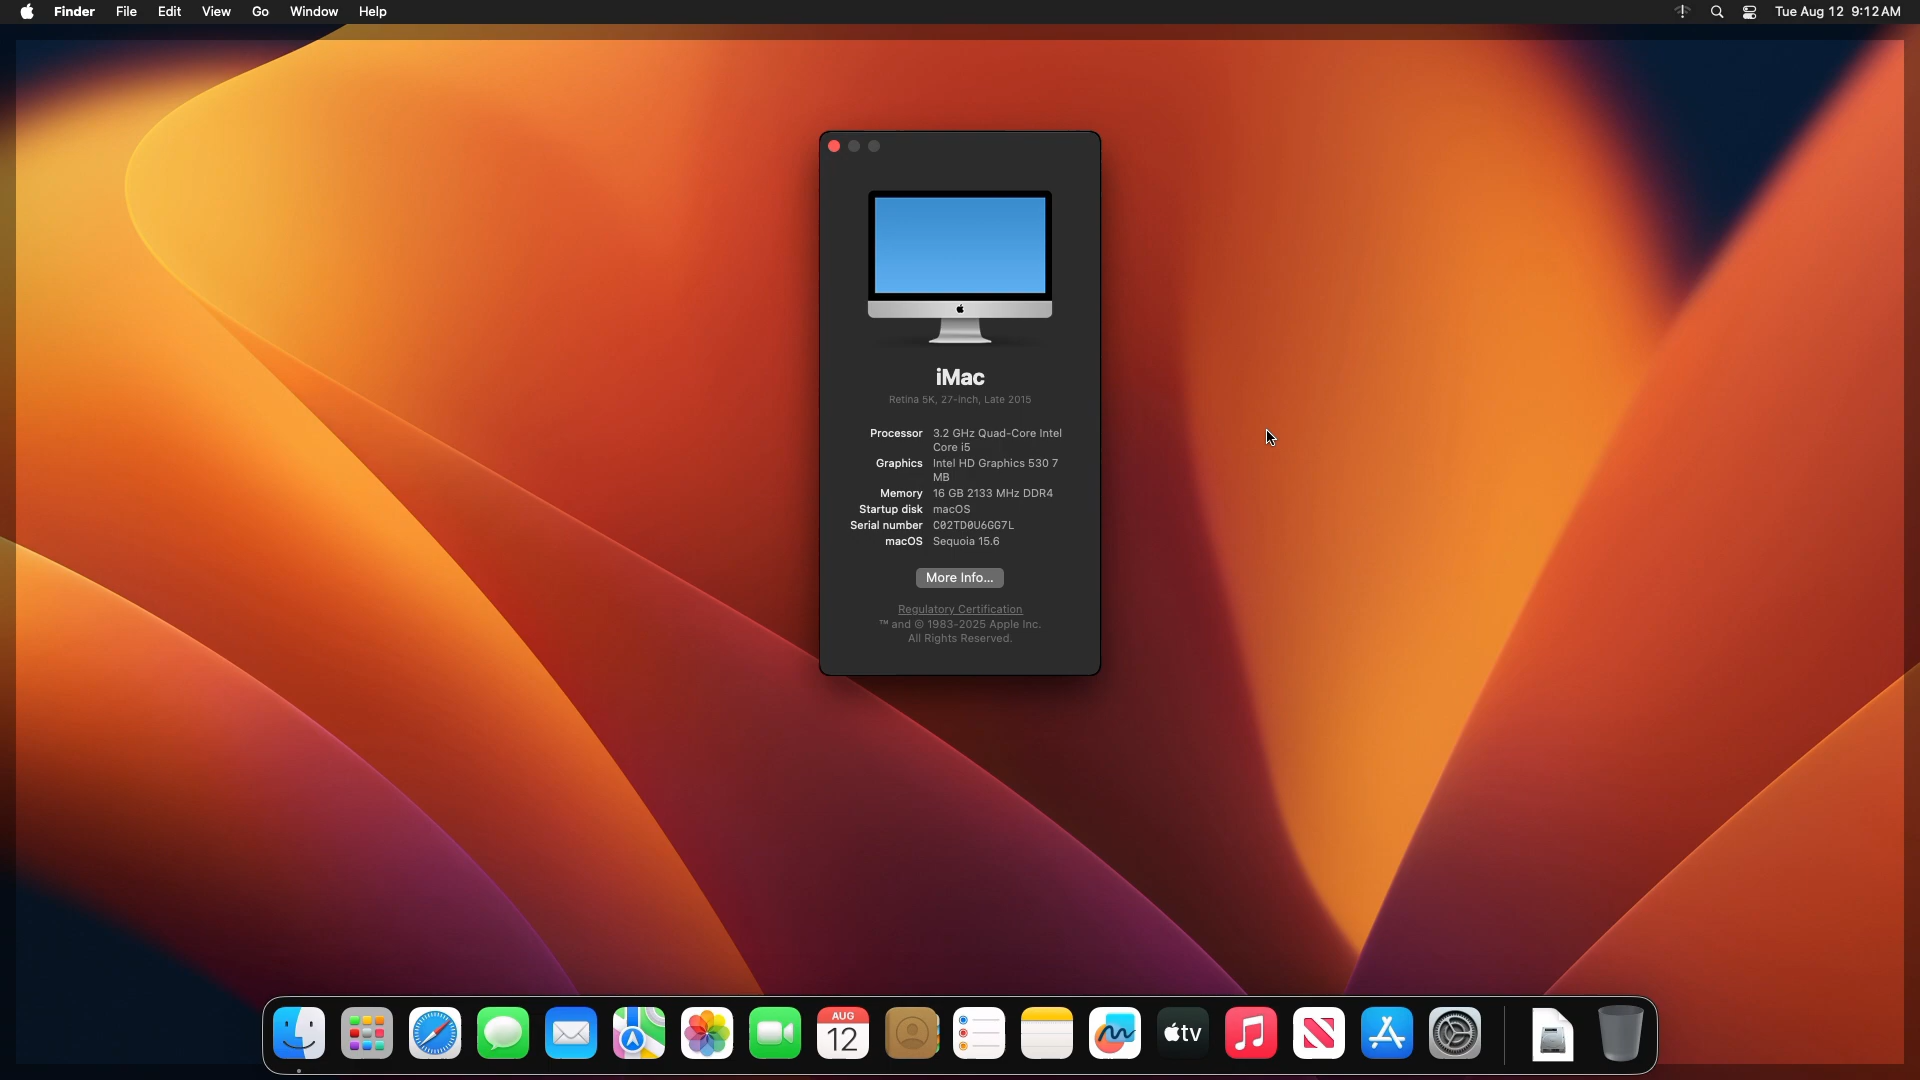 Finder File Edit View Go Window Help
Tue Aug 12 9:12 AM
iMac
Retina 5K, 27-inch, Late 2015
Processor 3.2 GHz Quad-Core Intel
Core i5
Graphics Intel HD Graphics 530 7
MB
Memory 16 GB 2133 MHz DDR4
Startup disk macOS
Serial number C02TD0U6GG7L
macOS Sequoia 15.6
More Info...
Regulatory Certification
™ and © 1983-2025 Apple Inc.
All Rights Reserved.
AUG
12
tv